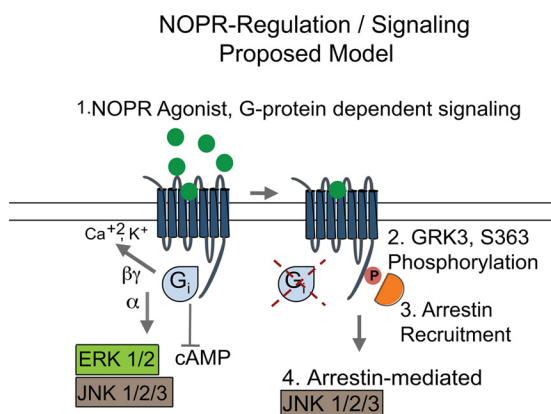 NOPR-Regulation / Signaling
Proposed Model
1.NOPR Agonist, G-protein dependent signaling
Ca+2, K+
βγ
α
Gi
ERK 1/2
JNK 1/2/3
cAMP
Gi
P
2. GRK3, S363
Phosphorylation
3. Arrestin
Recruitment
4. Arrestin-mediated
JNK 1/2/3